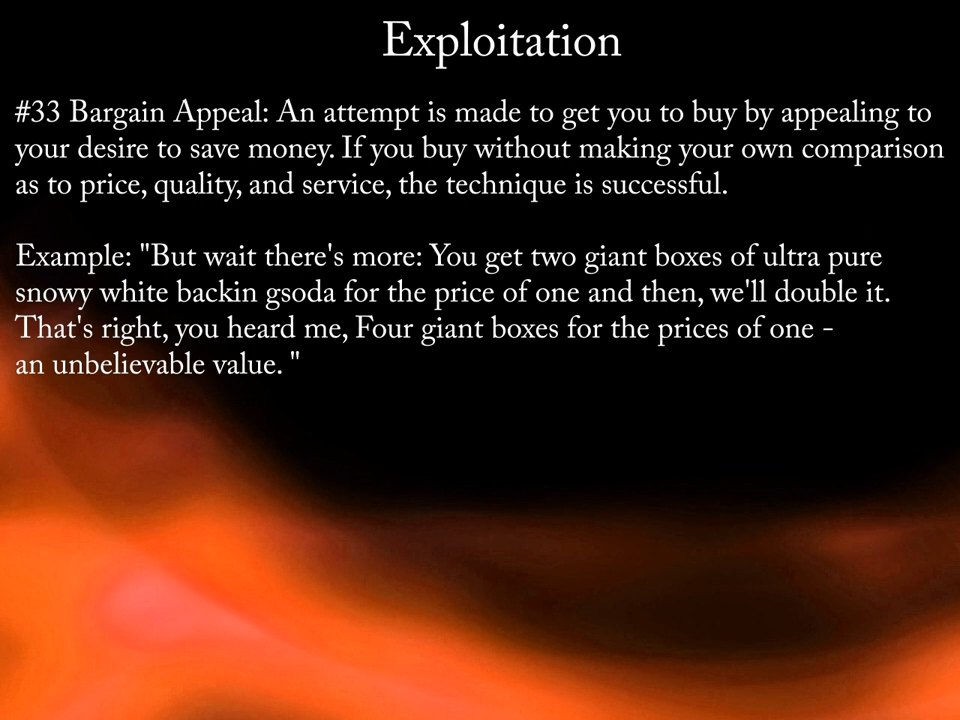 Exploitation
#33 Bargain Appeal: An attempt is made to get you to buy by appealing to
your desire to save money. If you buy without making your own comparison
as to price, quality, and service, the technique is successful.
Example: "But wait there's more: You get two giant boxes of ultra pure
snowy white backin gsoda for the price of one and then, we'll double it.
That's right, you heard me, Four giant boxes for the prices of one -
an unbelievable value. "